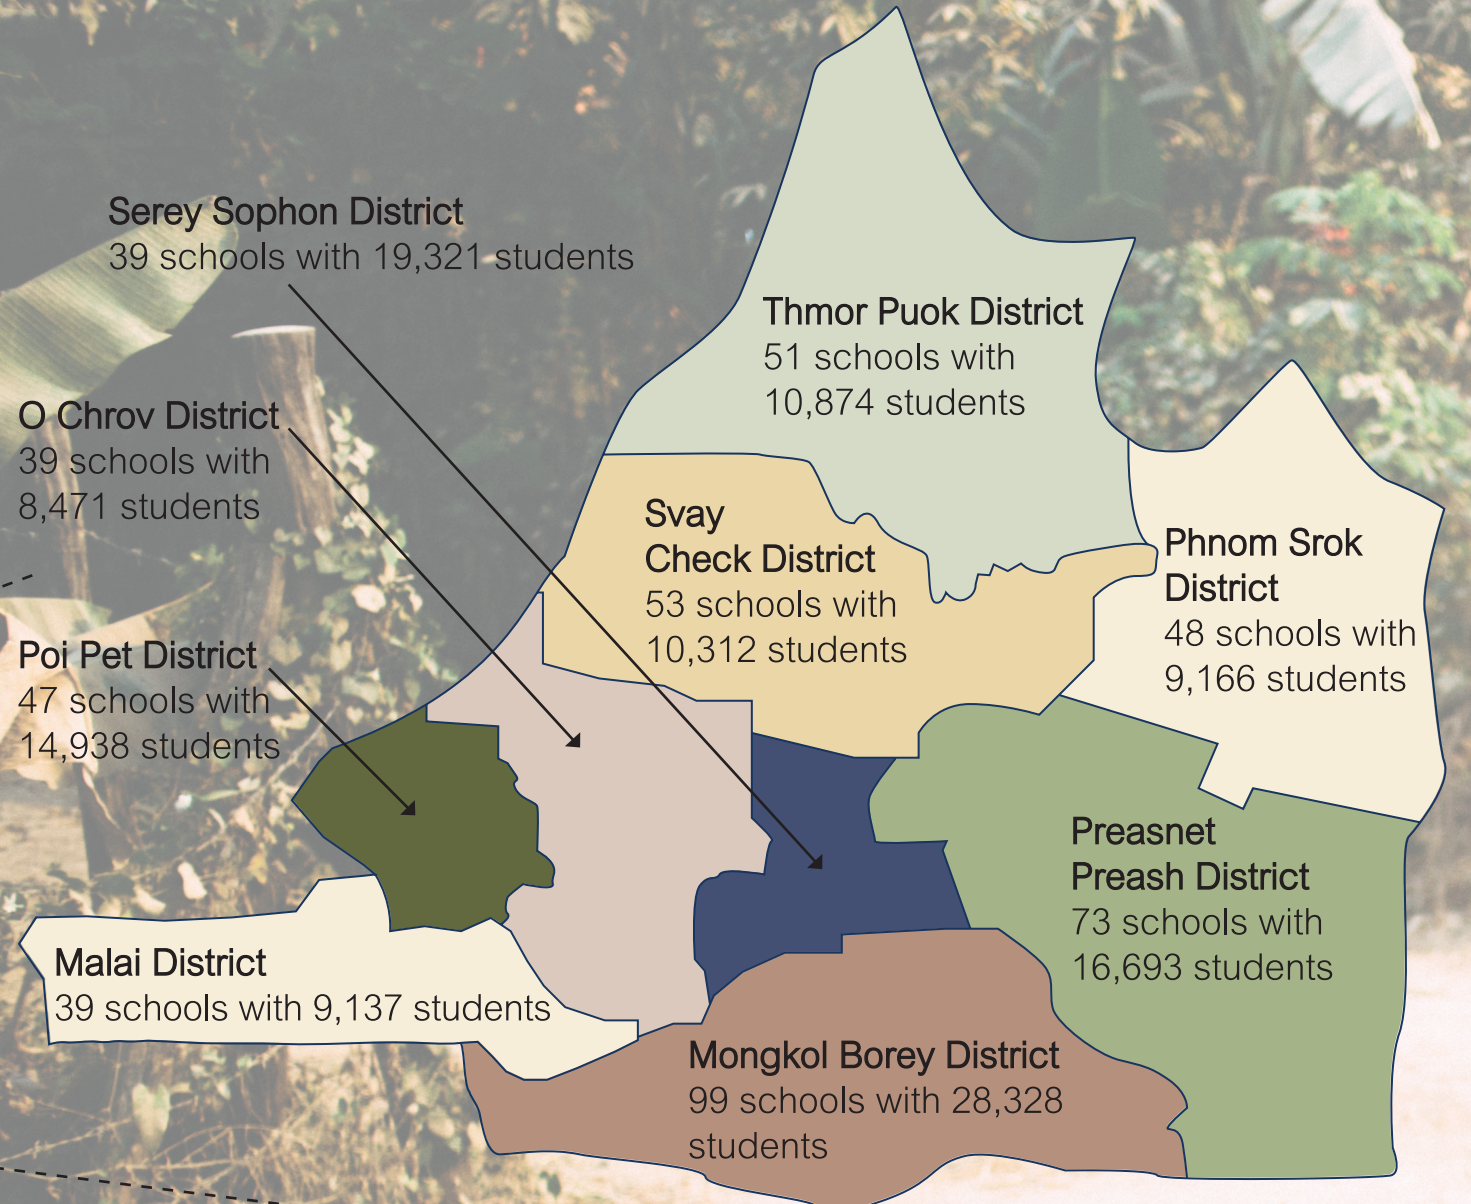 Serey Sophon District
39 schools with 19,321 students
Thmor Puok District
51 schools with
10,874 students
O Chrov District
39 schools with
8,471 students
Svay
Check District
53 schools with
10,312 students
Phnom Srok
District
48 schools with
9,166 students
Poi Pet District
47 schools with
14,938 students
Preasnet
Preash District
73 schools with
16,693 students
Malai District
39 schools with 9,137 students
Mongkol Borey District
99 schools with 28,328
students